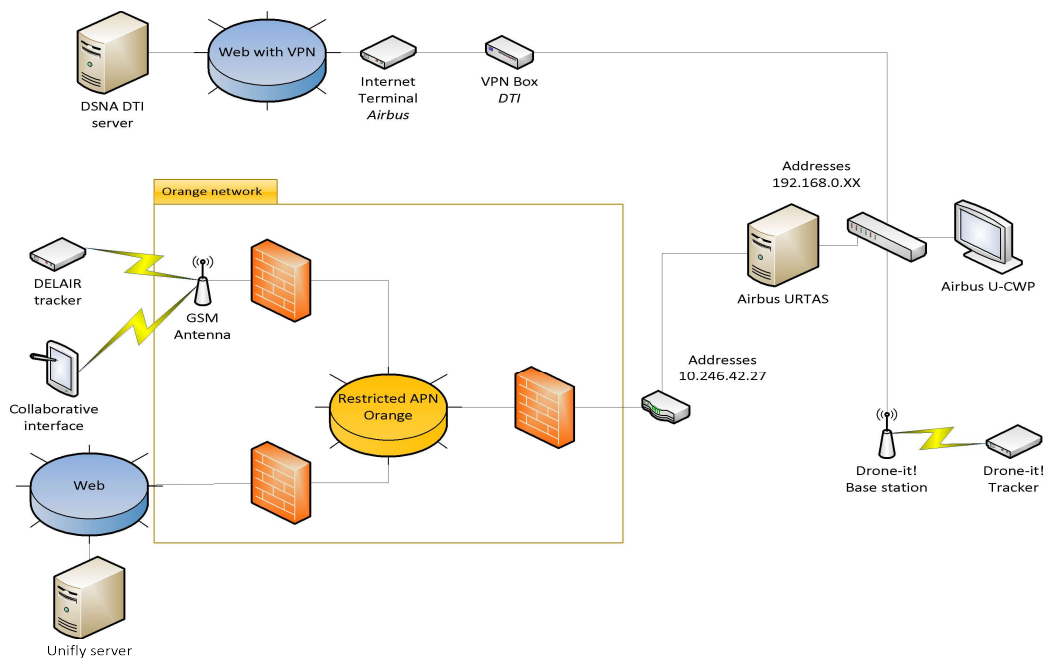 Web with VPN
DSNA DTI
server
Internet
Terminal
Airbus
VPN Box
DTI
Addresses
192.168.0.XX
Orange network
DELAIR
tracker
GSM
Antenna
Airbus URTAS
Airbus U-CWP
Addresses
10.246.42.27
Collaborative
interface
Restricted APN
Orange
Web
Drone-it!
Base station
Drone-it!
Tracker
Unifly server